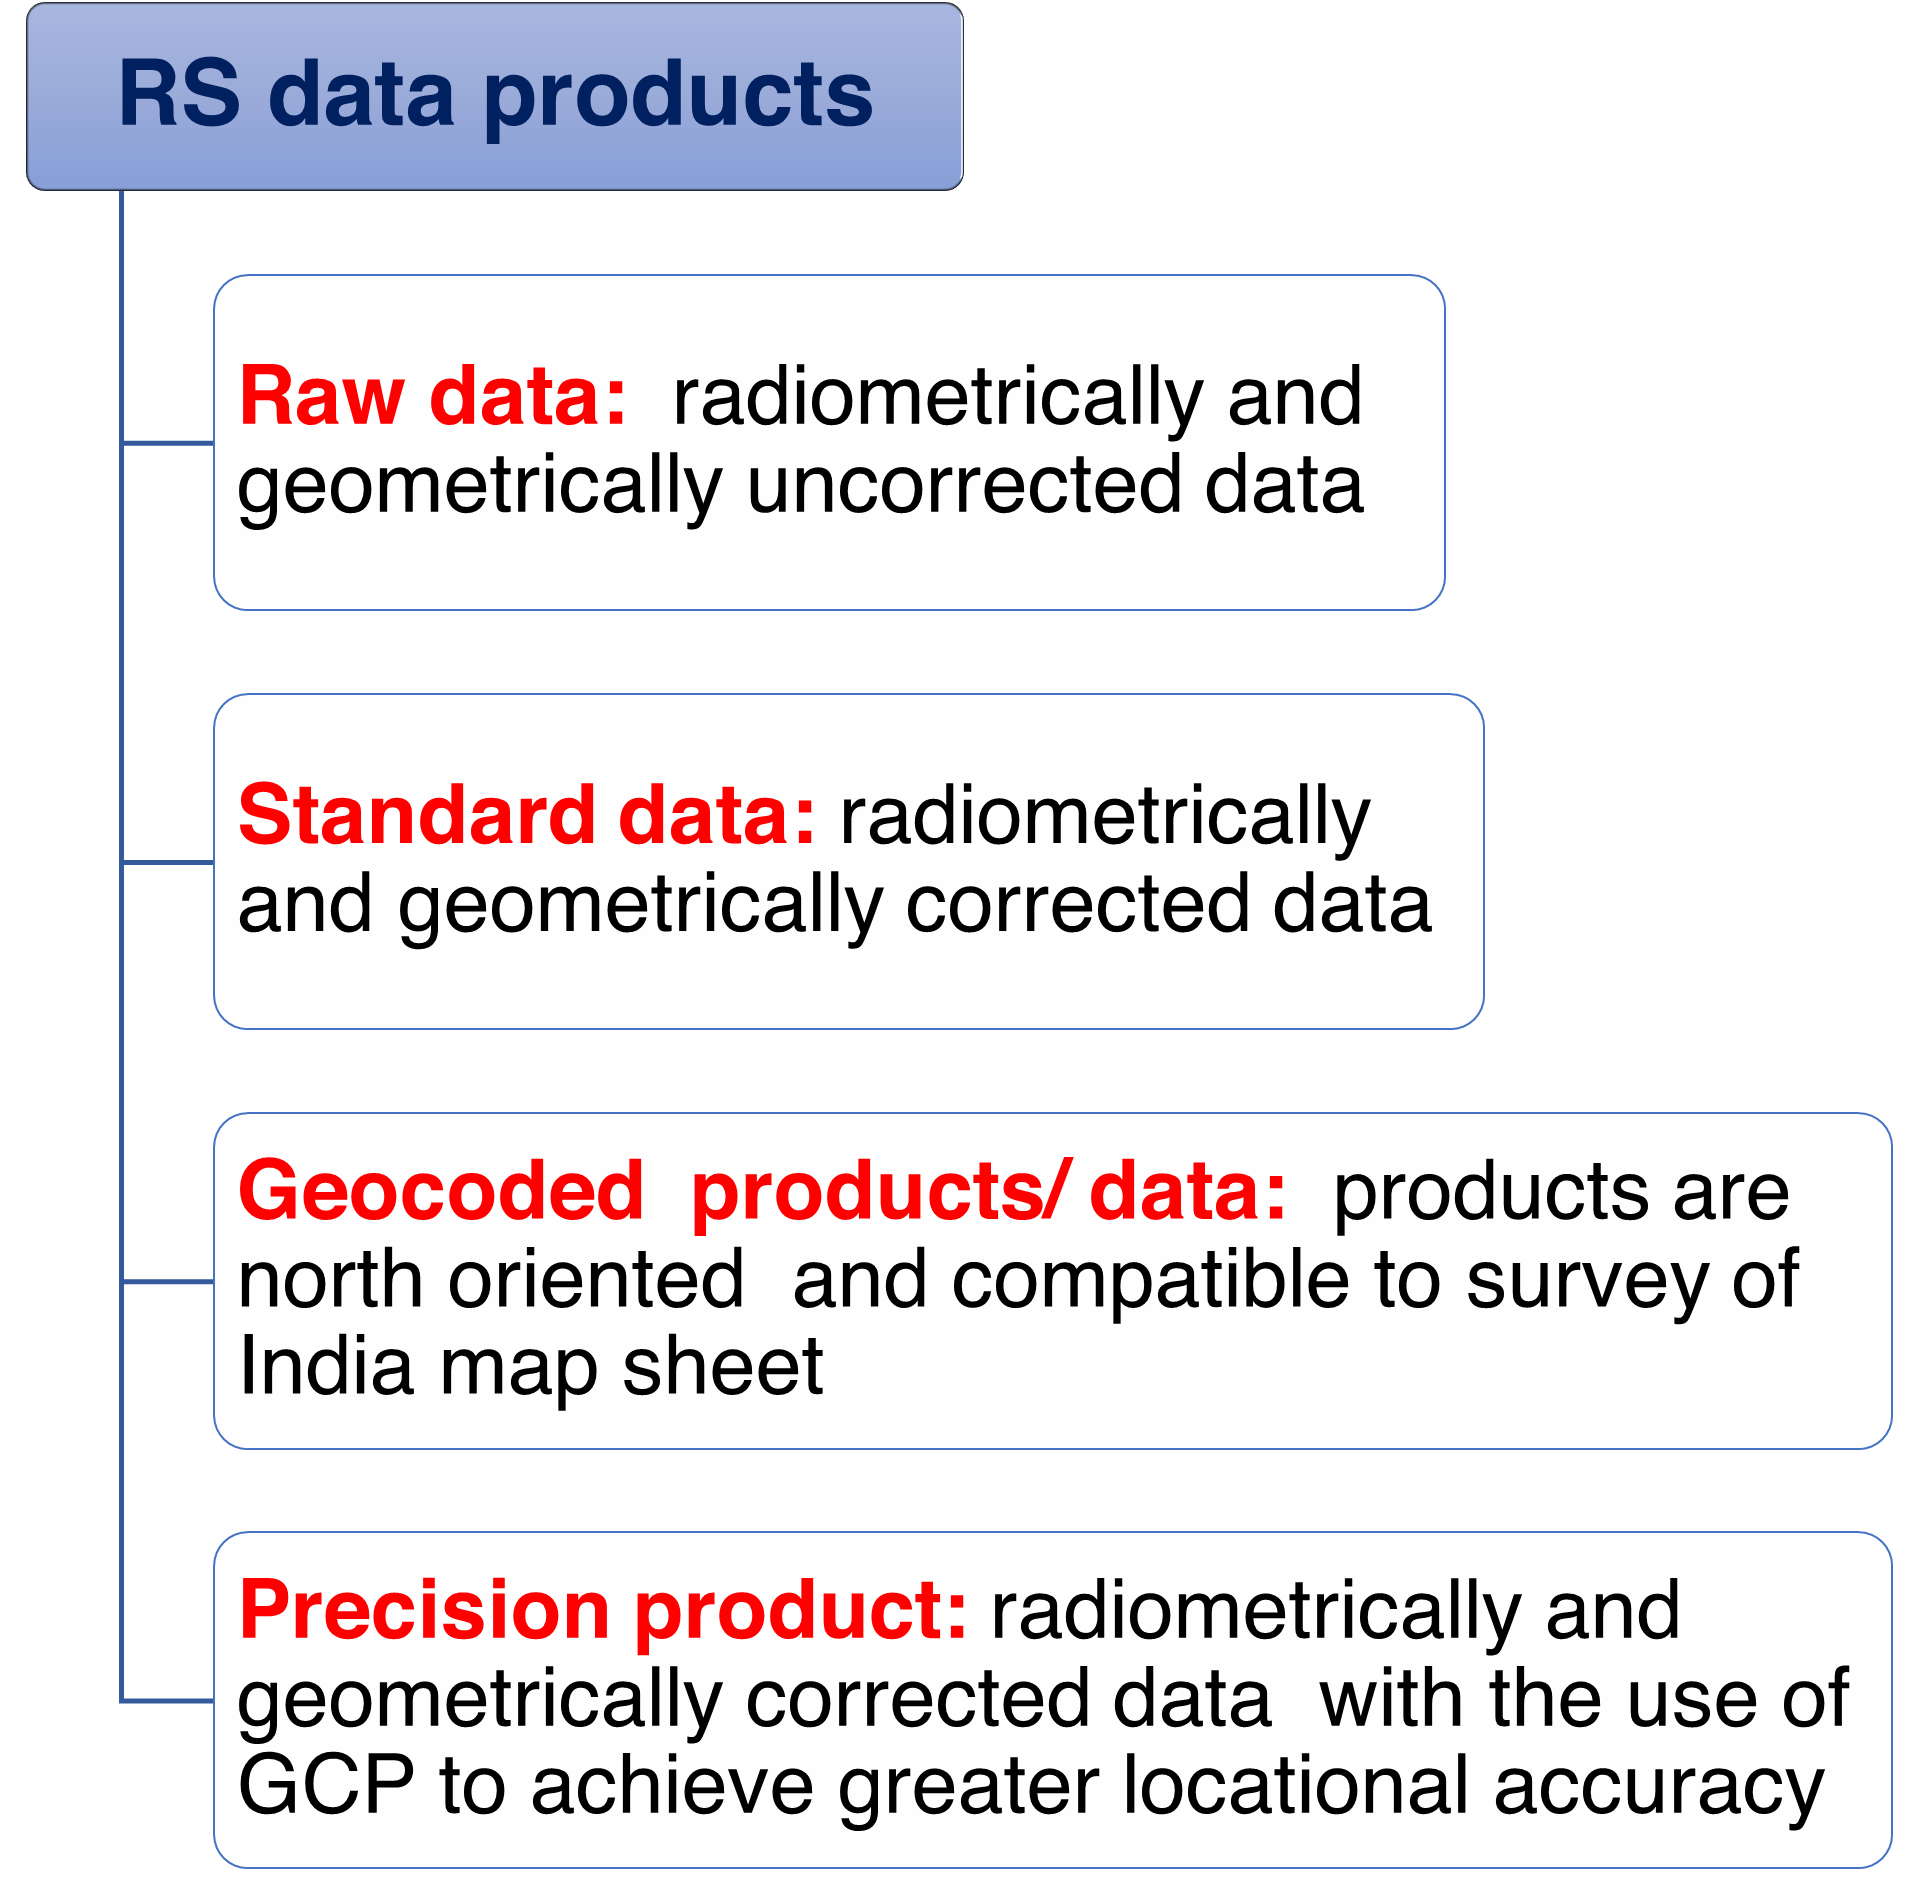 RS data products
Raw data:  radiometrically and
geometrically uncorrected data
Standard data: radiometrically
and geometrically corrected data
Geocoded  products/ data:  products are
north oriented  and compatible to survey of
India map sheet
Precision product: radiometrically and
geometrically corrected data  with the use of
GCP to achieve greater locational accuracy